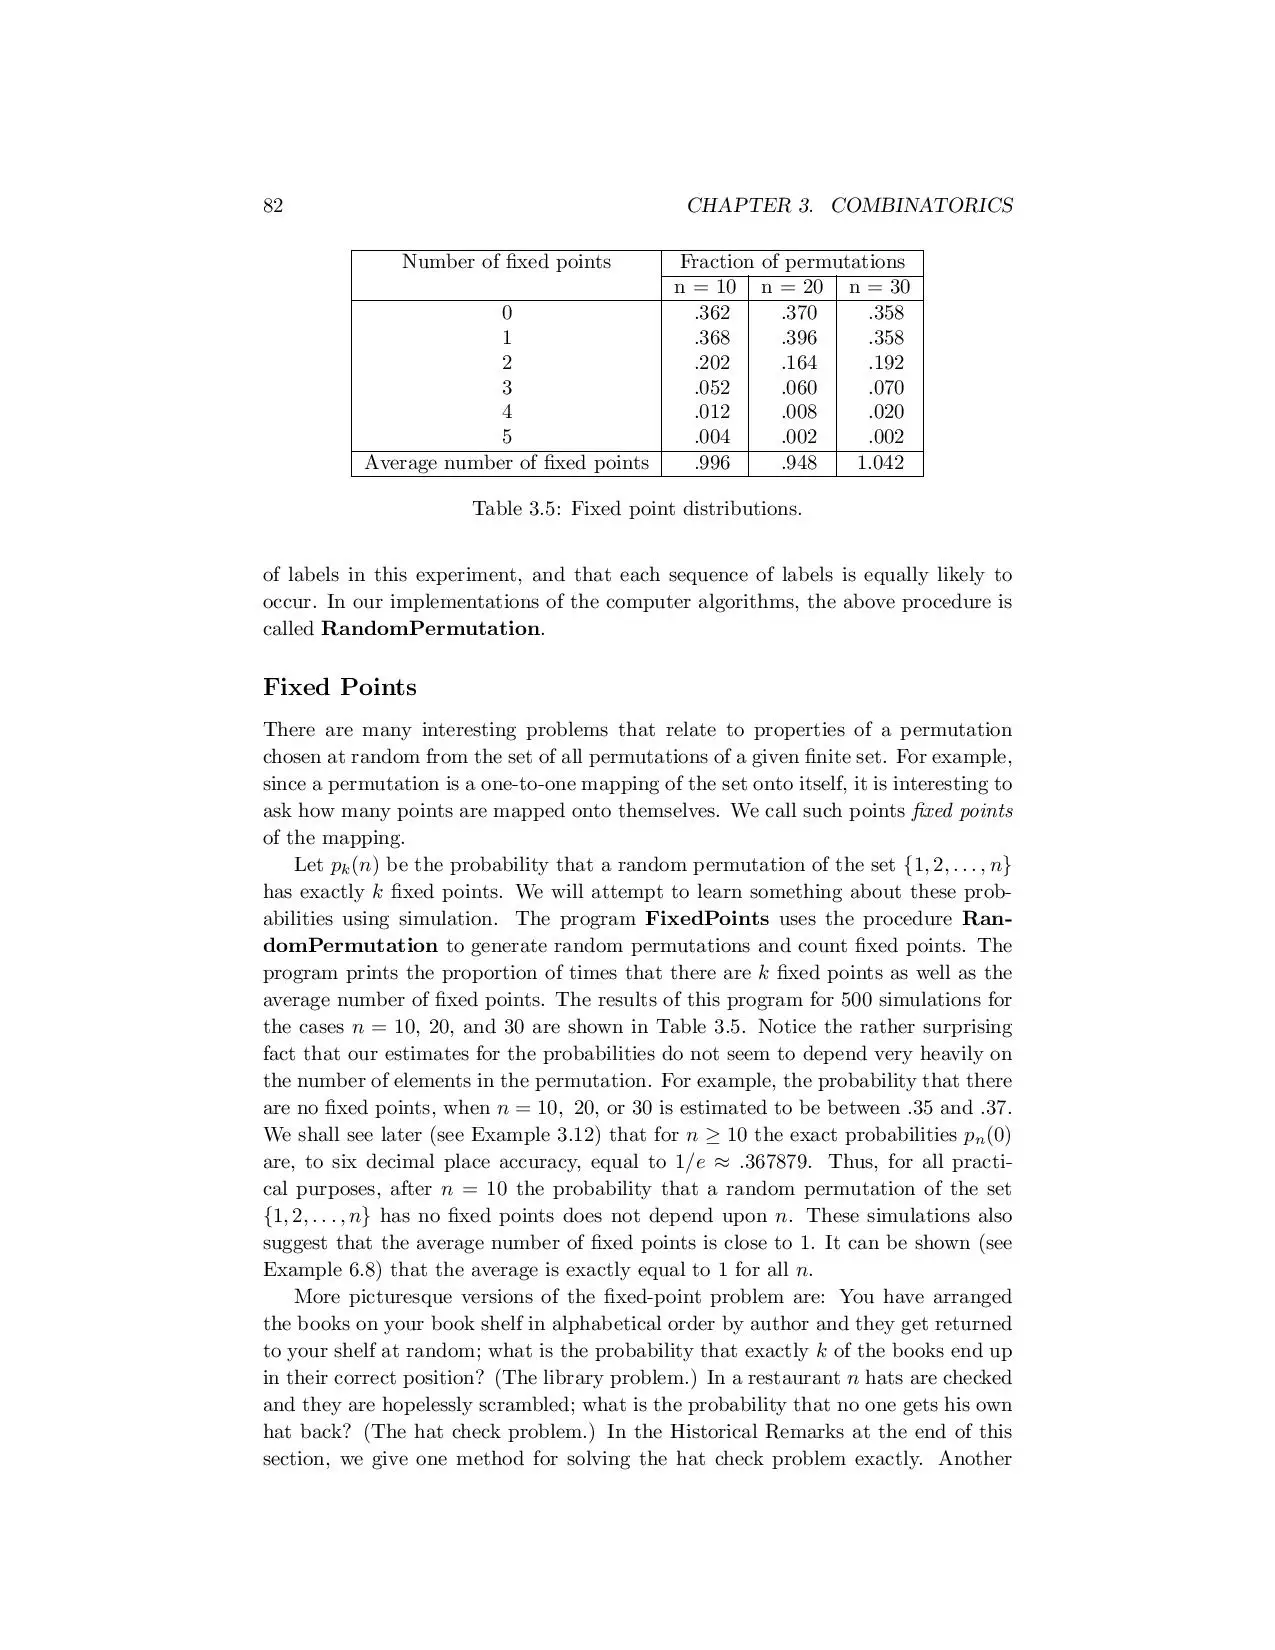 82 CHAPTER 3. COMBINATORICS
Number of fixed points Fraction of permutations
n = 10 n = 20 n = 30
0 .362 .370 .358
1 .368 .396 .358
2 .202 .164 .192
3 .052 .060 .070
4 .012 .008 .020
5 .004 .002 .002
Average number of fixed points .996 .948 1.042
Table 3.5: Fixed point distributions.
of labels in this experiment, and that each sequence of labels is equally likely to
occur. In our implementations of the computer algorithms, the above procedure is
called RandomPermutation.
Fixed Points
There are many interesting problems that relate to properties of a permutation
chosen at random from the set of all permutations of a given finite set. For example,
since a permutation is a one-to-one mapping of the set onto itself, it is interesting to
ask how many points are mapped onto themselves. We call such points fixed points
of the mapping.
Let pₖ(n) be the probability that a random permutation of the set {1, 2, . . . , n}
has exactly k fixed points. We will attempt to learn something about these prob-
abilities using simulation. The program FixedPoints uses the procedure Ran-
domPermutation to generate random permutations and count fixed points. The
program prints the proportion of times that there are k fixed points as well as the
average number of fixed points. The results of this program for 500 simulations for
the cases n = 10, 20, and 30 are shown in Table 3.5. Notice the rather surprising
fact that our estimates for the probabilities do not seem to depend very heavily on
the number of elements in the permutation. For example, the probability that there
are no fixed points, when n = 10, 20, or 30 is estimated to be between .35 and .37.
We shall see later (see Example 3.12) that for n ≥ 10 the exact probabilities pₙ(0)
are, to six decimal place accuracy, equal to 1/e ≈ .367879. Thus, for all practi-
cal purposes, after n = 10 the probability that a random permutation of the set
{1, 2, . . . , n} has no fixed points does not depend upon n. These simulations also
suggest that the average number of fixed points is close to 1. It can be shown (see
Example 6.8) that the average is exactly equal to 1 for all n.
More picturesque versions of the fixed-point problem are: You have arranged
the books on your book shelf in alphabetical order by author and they get returned
to your shelf at random; what is the probability that exactly k of the books end up
in their correct position? (The library problem.) In a restaurant n hats are checked
and they are hopelessly scrambled; what is the probability that no one gets his own
hat back? (The hat check problem.) In the Historical Remarks at the end of this
section, we give one method for solving the hat check problem exactly. Another